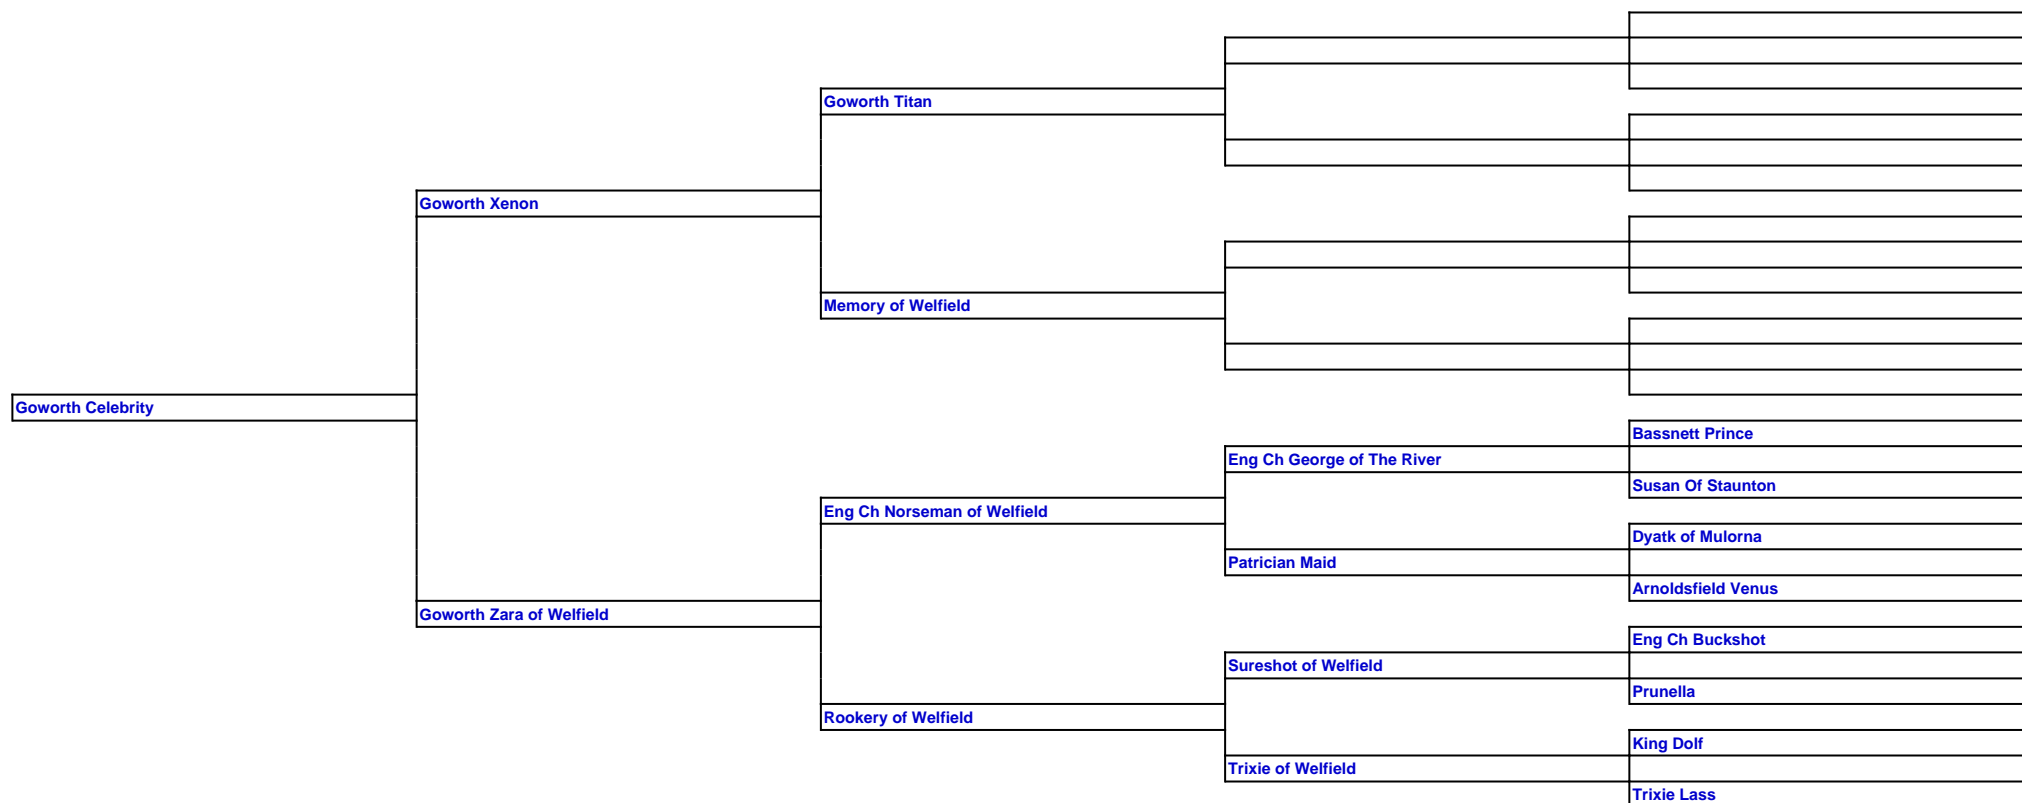 Goworth Titan
Goworth Xenon
Memory of Welfield
Goworth Celebrity
Bassnett Prince
Eng Ch George of The River
Susan Of Staunton
Eng Ch Norseman of Welfield
Dyatk of Mulorna
Patrician Maid
Arnoldsfield Venus
Goworth Zara of Welfield
Eng Ch Buckshot
Sureshot of Welfield
Prunella
Rookery of Welfield
King Dolf
Trixie of Welfield
Trixie Lass